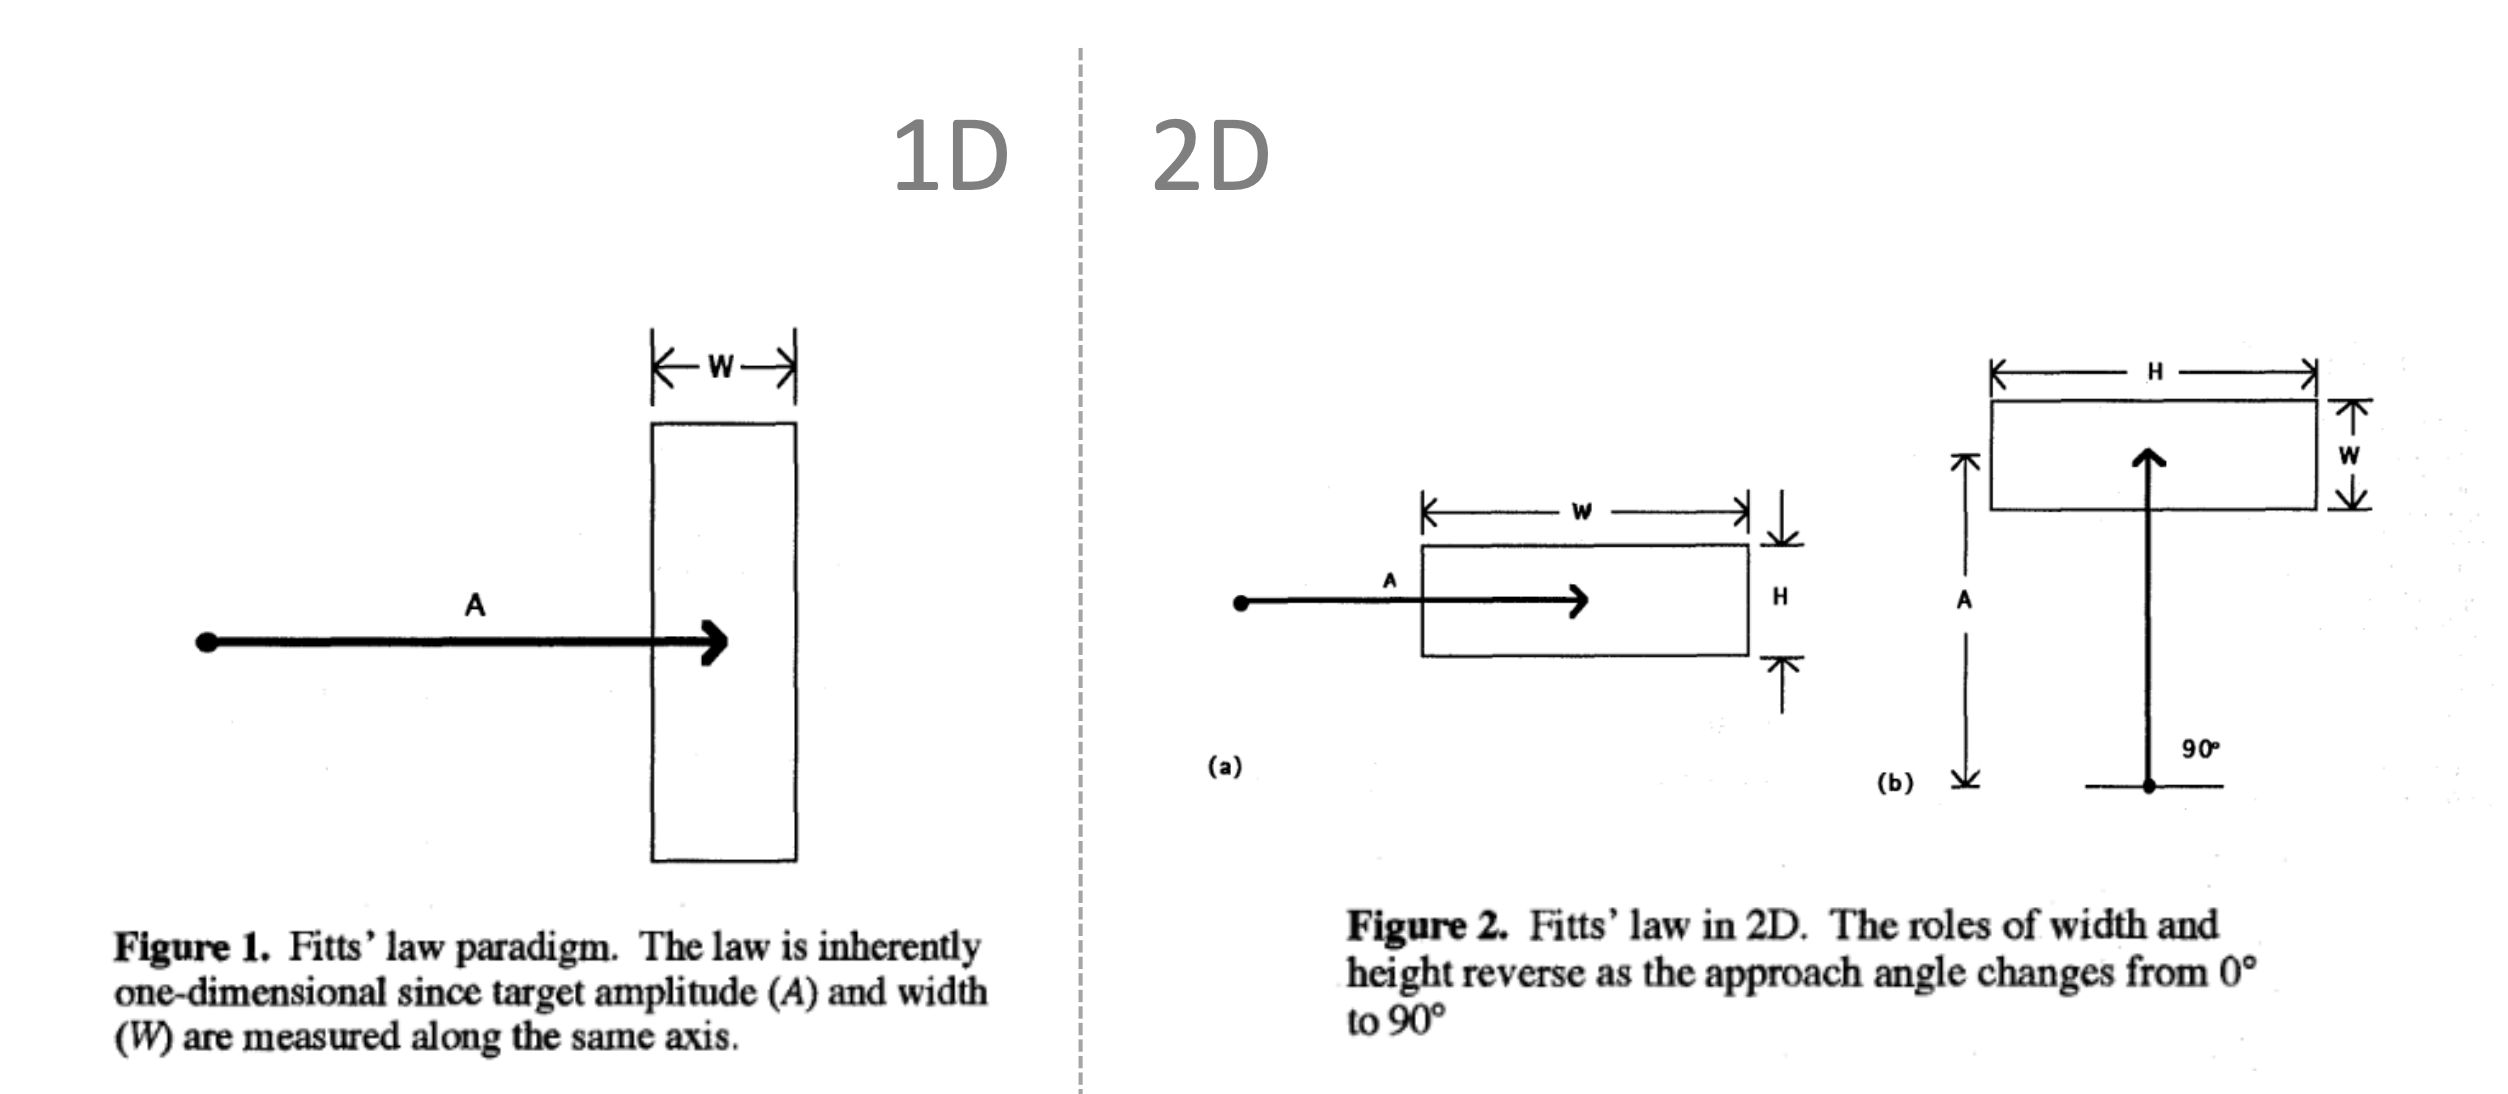 1D
W
A
Figure 1. Fitts’ law paradigm. The law is inherently
one-dimensional since target amplitude (A) and width
(W) are measured along the same axis.
2D
W
A
H
(a)
H
W
A
90°
(b)
Figure 2. Fitts’ law in 2D. The roles of width and
height reverse as the approach angle changes from 0°
to 90°